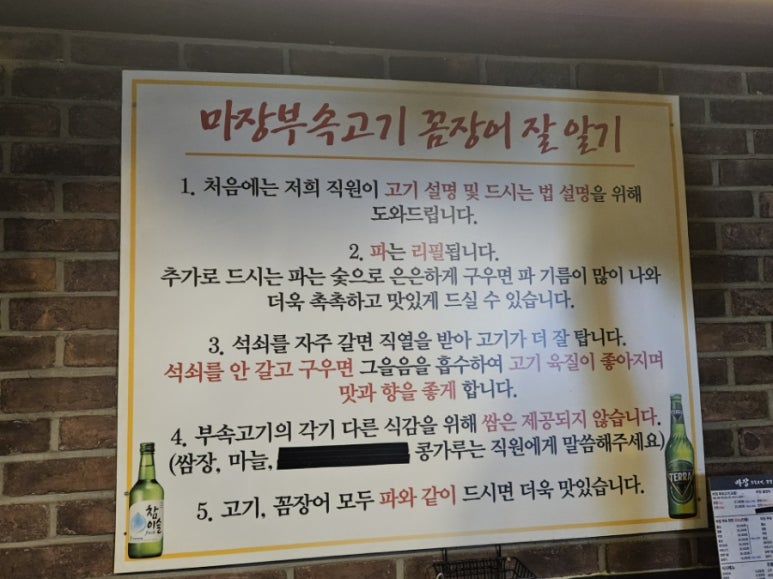 마장부속고기 꼼장어 잘 알기
1. 처음에는 저희 직원이 고기 설명 및 드시는 법 설명을 위해
도와드립니다.
2. 파는 리필됩니다.
추가로 드시는 파는 숯으로 은은하게 구우면 파 기름이 많이 나와
더욱 촉촉하고 맛있게 드실 수 있습니다.
3. 석쇠를 자주 갈면 직열을 받아 고기가 더 잘 탑니다.
석쇠를 안 갈고 구우면 그을음을 흡수하여 고기 육질이 좋아지며
맛과 향을 좋게 합니다.
4. 부속고기의 각기 다른 식감을 위해 쌈은 제공되지 않습니다.
(쌈장, 마늘, 콩가루는 직원에게 말씀해주세요)
5. 고기, 꼼장어 모두 파와 같이 드시면 더욱 맛있습니다.
참이슬
TERRA
마장